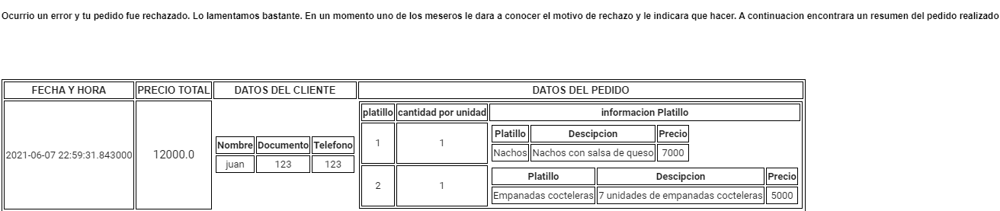 Ocurrio un error y tu pedido fue rechazado. Lo lamentamos bastante. En un momento uno de los meseros le dara a conocer el motivo de rechazo y le indicara que hacer. A continuacion encontrara un resumen del pedido realizado
FECHA Y HORA PRECIO TOTAL DATOS DEL CLIENTE DATOS DEL PEDIDO
platillo cantidad por unidad informacion Platillo
Platillo Descipcion Precio
1 1
Nachos Nachos con salsa de queso 7000
Nombre Documento Telefono
2021-06-07 22:59:31.843000 12000.0
juan 123 123
Platillo Descipcion Precio
2 1
Empanadas cocteleras 7 unidades de empanadas cocteleras 5000